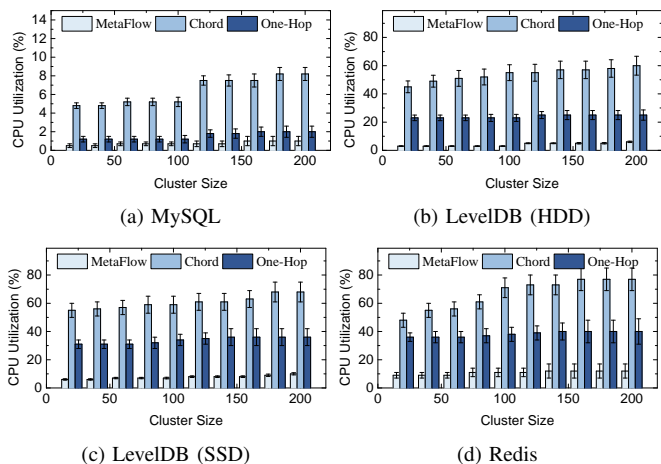 MetaFlow Chord One-Hop
CPU Utilization (%)
14
12
10
8
6
4
2
0
0 50 100 150 200
Cluster Size
(a) MySQL
MetaFlow Chord One-Hop
CPU Utilization (%)
80
60
40
20
0
0 50 100 150 200
Cluster Size
(b) LevelDB (HDD)
MetaFlow Chord One-Hop
CPU Utilization (%)
80
60
40
20
0
0 50 100 150 200
Cluster Size
(c) LevelDB (SSD)
MetaFlow Chord One-Hop
CPU Utilization (%)
80
60
40
20
0
0 50 100 150 200
Cluster Size
(d) Redis